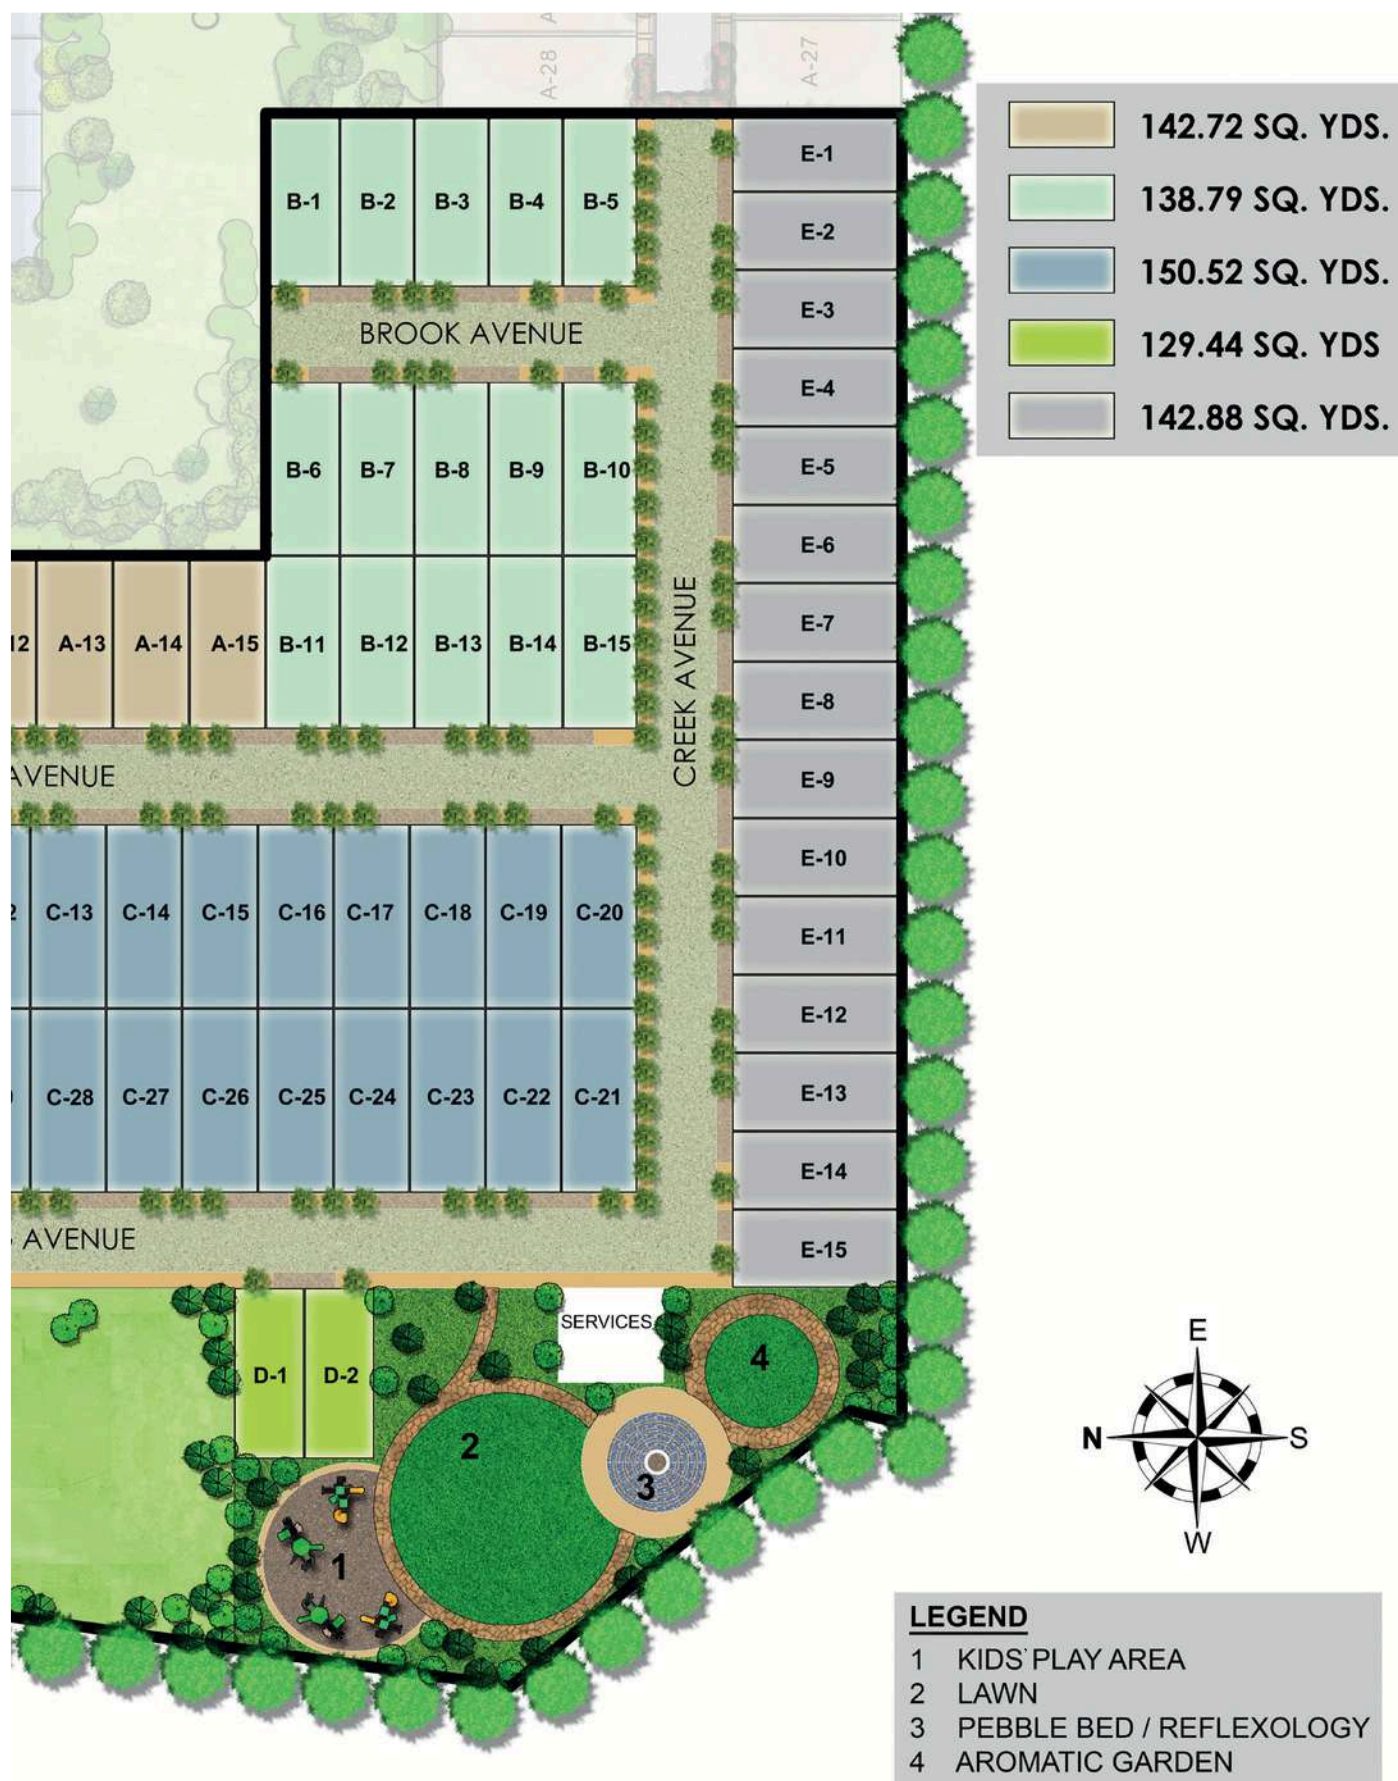 A-28
A-27
142.72 SQ. YDS.
138.79 SQ. YDS.
150.52 SQ. YDS.
129.44 SQ. YDS
142.88 SQ. YDS.
B-1 B-2 B-3 B-4 B-5
BROOK AVENUE
B-6 B-7 B-8 B-9 B-10
12 A-13 A-14 A-15 B-11 B-12 B-13 B-14 B-15
AVENUE
CREEK AVENUE
2 C-13 C-14 C-15 C-16 C-17 C-18 C-19 C-20
C-28 C-27 C-26 C-25 C-24 C-23 C-22 C-21
AVENUE
E-1
E-2
E-3
E-4
E-5
E-6
E-7
E-8
E-9
E-10
E-11
E-12
E-13
E-14
E-15
SERVICES
D-1 D-2
4
2
3
1
E
N S
W
LEGEND
1 KIDS' PLAY AREA
2 LAWN
3 PEBBLE BED / REFLEXOLOGY
4 AROMATIC GARDEN